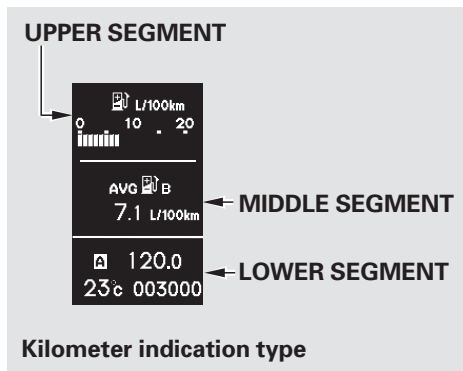 UPPER SEGMENT
L/100km
0 10 20
AVG B
7.1 L/100km
MIDDLE SEGMENT
A 120.0
LOWER SEGMENT
23°c 003000
Kilometer indication type